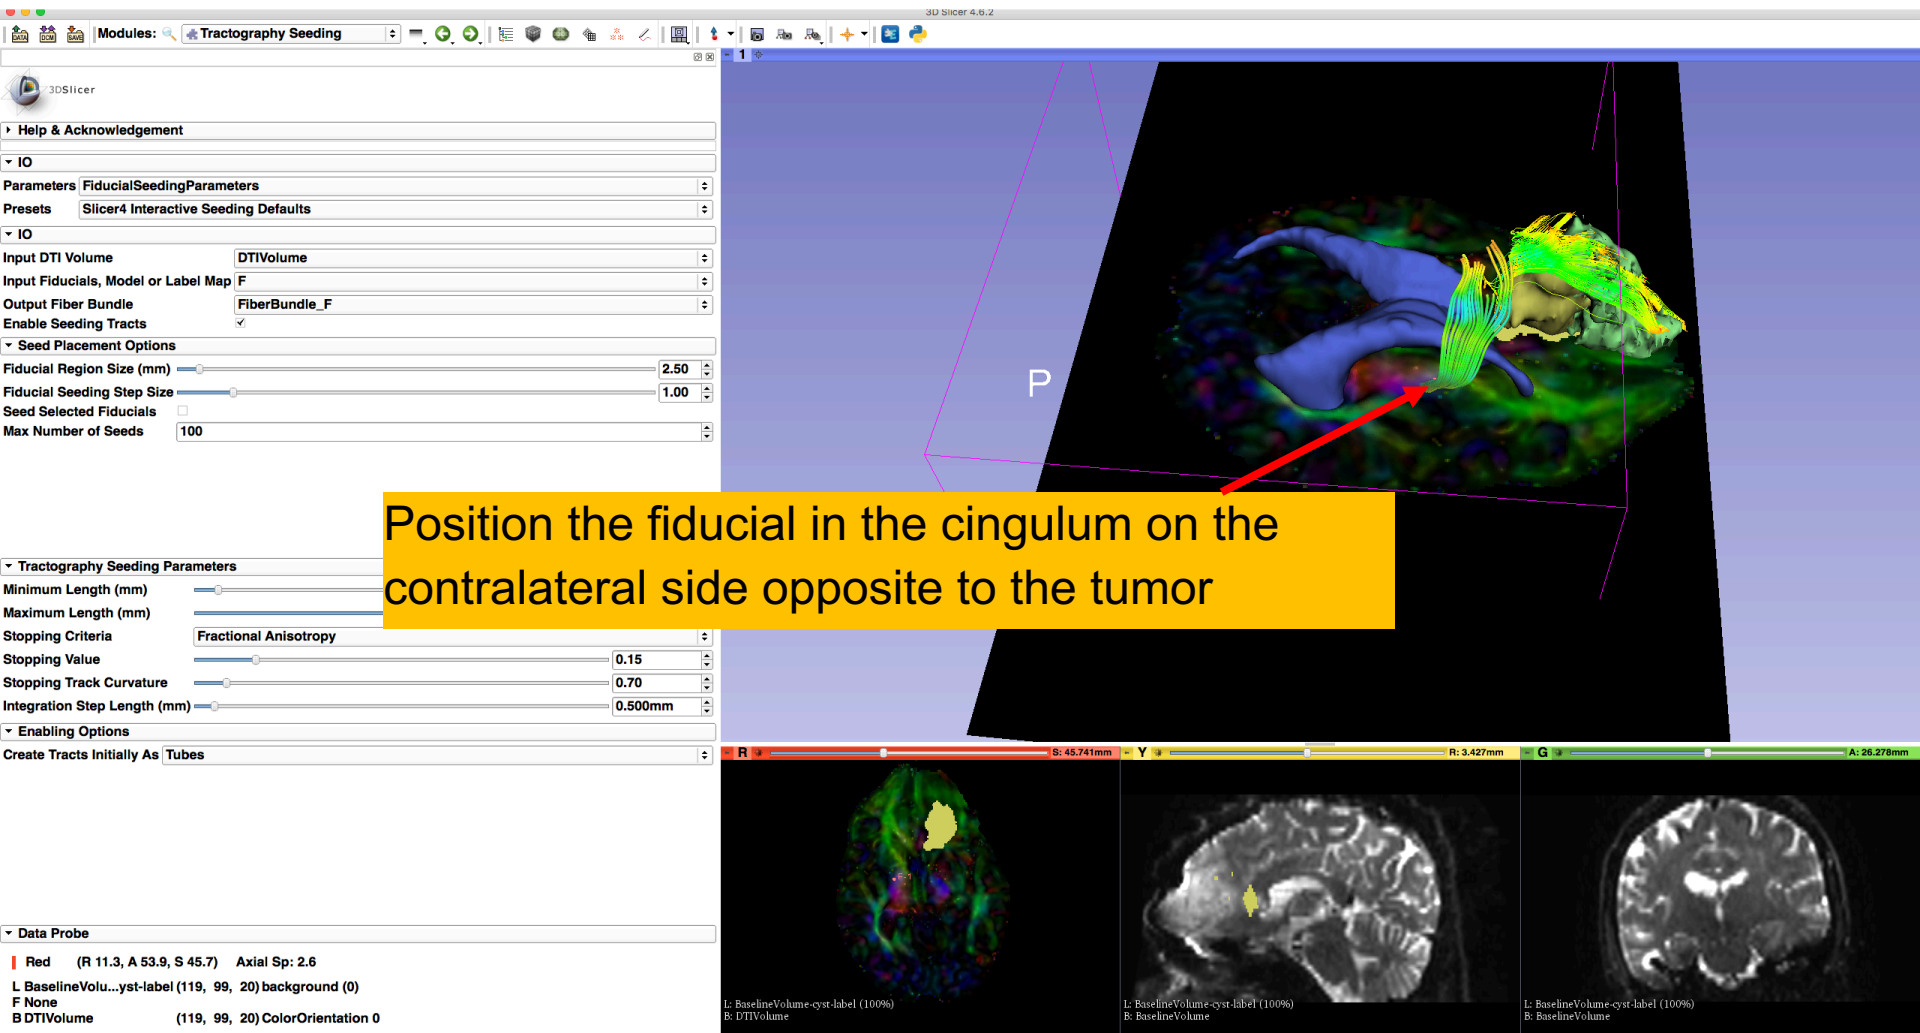 3D Slicer 4.6.2
DATA DCM SAVE Modules: Tractography Seeding
1
3DSlicer
Help & Acknowledgement
IO
Parameters FiducialSeedingParameters
Presets Slicer4 Interactive Seeding Defaults
IO
Input DTI Volume DTIVolume
Input Fiducials, Model or Label Map F
Output Fiber Bundle FiberBundle_F
Enable Seeding Tracts
Seed Placement Options
Fiducial Region Size (mm) 2.50
Fiducial Seeding Step Size 1.00
Seed Selected Fiducials
Max Number of Seeds 100
P
Position the fiducial in the cingulum on the
contralateral side opposite to the tumor
Tractography Seeding Parameters
Minimum Length (mm)
Maximum Length (mm)
Stopping Criteria Fractional Anisotropy
Stopping Value 0.15
Stopping Track Curvature 0.70
Integration Step Length (mm) 0.500mm
Enabling Options
Create Tracts Initially As Tubes
R S: 45.741mm Y R: 3.427mm G A: 26.278mm
F-1
L: BaselineVolume-cyst-label (100%)
B: DTIVolume
L: BaselineVolume-cyst-label (100%)
B: BaselineVolume
L: BaselineVolume-cyst-label (100%)
B: BaselineVolume
Data Probe
Red (R 11.3, A 53.9, S 45.7) Axial Sp: 2.6
L BaselineVolu...yst-label (119, 99, 20) background (0)
F None
B DTIVolume (119, 99, 20) ColorOrientation 0